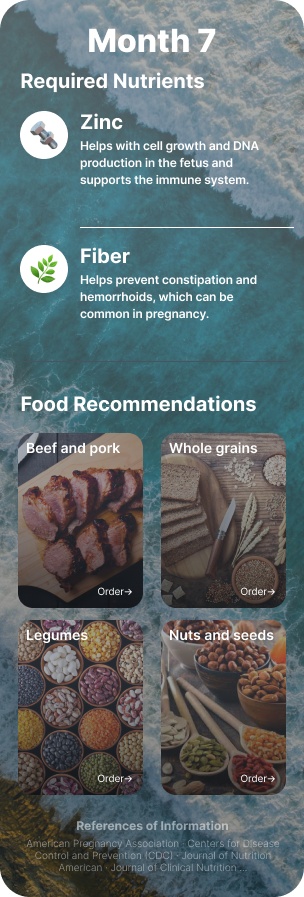 Month 7
Required Nutrients
Zinc
Helps with cell growth and DNA
production in the fetus and
supports the immune system.
Fiber
Helps prevent constipation and
hemorrhoids, which can be
common in pregnancy.
Food Recommendations
Beef and pork
Order→
Whole grains
Order→
Legumes
Order→
Nuts and seeds
Order→
References of Information
American Pregnancy Association · Centers for Disease
Control and Prevention (CDC) · Journal of Nutrition
American · Journal of Clinical Nutrition ...